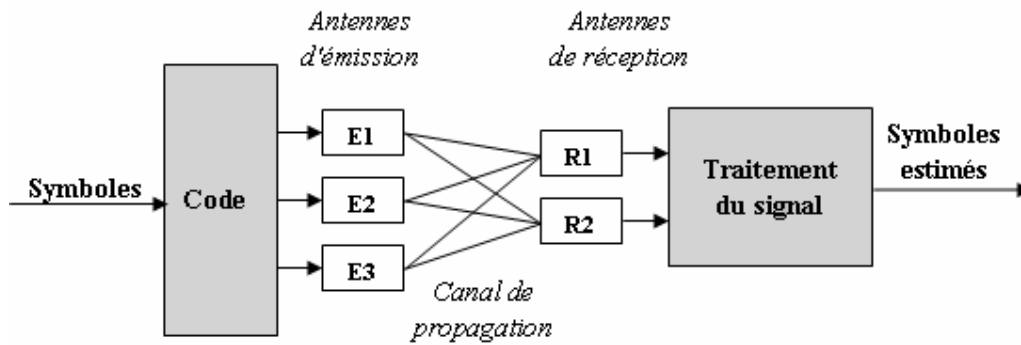 Antennes
d'émission
Antennes
de réception
Symboles
Code
E1
E2
E3
R1
R2
Traitement
du signal
Symboles
estimés
Canal de
propagation